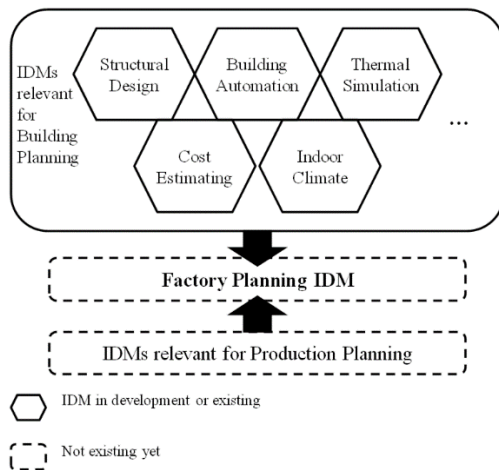 IDMs
relevant
for
Building
Planning
Structural
Design
Building
Automation
Thermal
Simulation
...
Cost
Estimating
Indoor
Climate
Factory Planning IDM
IDMs relevant for Production Planning
IDM in development or existing
Not existing yet